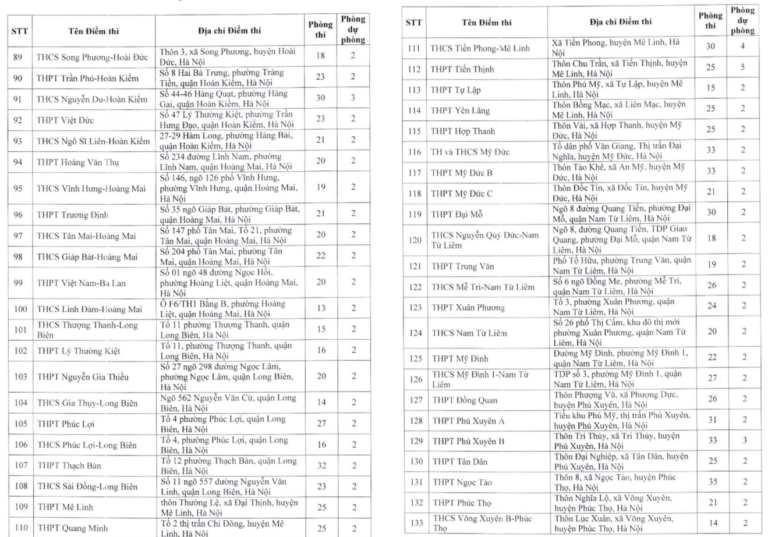 STT Tên Điểm thi Địa chỉ Điểm thi Phòng thi Phòng dự phòng
89 THCS Song Phương-Hoài Đức Thôn 3, xã Song Phương, huyện Hoài Đức, Hà Nội 18 2
90 THPT Trần Phú-Hoàn Kiếm Số 8 Hai Bà Trưng, phường Tràng Tiền, quận Hoàn Kiếm, Hà Nội 23 2
91 THCS Nguyễn Du-Hoàn Kiếm Số 44-46 Hàng Quạt, phường Hàng Gai, quận Hoàn Kiếm, Hà Nội 30 3
92 THPT Việt Đức Số 47 Lý Thường Kiệt, phường Trần Hưng Đạo, quận Hoàn Kiếm, Hà Nội 23 2
93 THCS Ngô Sĩ Liên-Hoàn Kiếm 27-29 Hàm Long, phường Hàng Bài, quận Hoàn Kiếm, Hà Nội 21 2
94 THPT Hoàng Văn Thụ Số 234 đường Lĩnh Nam, phường Lĩnh Nam, quận Hoàng Mai, Hà Nội 20 2
95 THCS Vĩnh Hưng-Hoàng Mai Số 146, ngõ 126 phố Vĩnh Hưng, phường Vĩnh Hưng, quận Hoàng Mai, Hà Nội 19 2
96 THPT Trương Định Số 35 ngõ Giáp Bát, phường Giáp Bát, quận Hoàng Mai, Hà Nội 21 2
97 THCS Tân Mai-Hoàng Mai Số 147 phố Tân Mai, Tổ 21, phường Tân Mai, quận Hoàng Mai, Hà Nội 20 2
98 THCS Giáp Bát-Hoàng Mai Số 204 phố Tân Mai, phường Tân Mai, quận Hoàng Mai, Hà Nội 22 2
99 THPT Việt Nam-Ba Lan Số 01 ngõ 48 đường Ngọc Hồi, phường Hoàng Liệt, quận Hoàng Mai, Hà Nội 20 2
100 THCS Linh Đàm-Hoàng Mai Ô F6/TH1 Bằng B, phường Hoàng Liệt, quận Hoàng Mai, Hà Nội 13 2
101 THCS Thượng Thanh-Long Biên Tổ 11 phường Thượng Thanh, quận Long Biên, Hà Nội 15 2
102 THPT Lý Thường Kiệt Tổ 11, phường Thượng Thanh, quận Long Biên, Hà Nội 16 2
103 THPT Nguyễn Gia Thiều Số 27 ngõ 298 đường Ngọc Lâm, phường Ngọc Lâm, quận Long Biên, Hà Nội 20 2
104 THCS Gia Thụy-Long Biên Ngõ 562 Nguyễn Văn Cừ, quận Long Biên, Hà Nội 14 2
105 THPT Phúc Lợi Tổ 4 phường Phúc Lợi, quận Long Biên, Hà Nội 27 2
106 THCS Phúc Lợi-Long Biên Tổ 4, phường Phúc Lợi, quận Long Biên, Hà Nội 16 2
107 THPT Thạch Bàn Tổ 12 phường Thạch Bàn, quận Long Biên, Hà Nội 32 2
108 THCS Sài Đồng-Long Biên Số 11 ngõ 557 đường Nguyễn Văn Linh, quận Long Biên, Hà Nội 23 2
109 THPT Mê Linh thôn Thường Lệ, xã Đại Thịnh, huyện Mê Linh, Hà Nội 25 2
110 THPT Quang Minh Tổ 2 thị trấn Chi Đông, huyện Mê Linh, Hà Nội 25 2
STT Tên Điểm thi Địa chỉ Điểm thi Phòng thi Phòng dự phòng
111 THCS Tiền Phong-Mê Linh Xã Tiền Phong, huyện Mê Linh, Hà Nội 30 4
112 THPT Tiến Thịnh Thôn Chu Trần, xã Tiến Thịnh, huyện Mê Linh, Hà Nội 25 5
113 THPT Tự Lập Thôn Phú Mỹ, xã Tự Lập, huyện Mê Linh, Hà Nội 15 2
114 THPT Yên Lãng Thôn Bồng Mạc, xã Liên Mạc, huyện Mê Linh, Hà Nội 25 2
115 THPT Hợp Thanh Thôn Vài, xã Hợp Thanh, huyện Mỹ Đức, Hà Nội 25 2
116 TH và THCS Mỹ Đức Tổ dân phố Văn Giang, Thị trấn Đại Nghĩa, huyện Mỹ Đức, Hà Nội 33 2
117 THPT Mỹ Đức B Thôn Tảo Khê, xã An Mỹ, huyện Mỹ Đức, Hà Nội 33 2
118 THPT Mỹ Đức C Thôn Đốc Tín, xã Đốc Tín, huyện Mỹ Đức, Hà Nội 21 2
119 THPT Đại Mỗ Ngõ 8 đường Quang Tiến, phường Đại Mỗ, quận Nam Từ Liêm, Hà Nội 30 2
120 THCS Nguyễn Quý Đức-Nam Từ Liêm Ngõ 8, đường Quang Tiến, TDP Giao Quang, phường Đại Mỗ, quận Nam Từ Liêm, Hà Nội 18 2
121 THPT Trung Văn Phố Tố Hữu, phường Trung Văn, quận Nam Từ Liêm, Hà Nội 19 2
122 THCS Mễ Trì-Nam Từ Liêm Số 6 ngõ Đồng Me, phường Mễ Trì, quận Nam Từ Liêm, Hà Nội 26 2
123 THPT Xuân Phương Tổ 3, phường Xuân Phương, quận Nam Từ Liêm, Hà Nội 24 2
124 THCS Nam Từ Liêm Số 26 phố Thị Cấm, khu đô thị mới phường Xuân Phương, quận Nam Từ Liêm, Hà Nội 20 2
125 THPT Mỹ Đình Đường Mỹ Đình, phường Mỹ Đình 1, quận Nam Từ Liêm, Hà Nội 22 2
126 THCS Mỹ Đình 1-Nam Từ Liêm TDP số 3, phường Mỹ Đình 1, quận Nam Từ Liêm, Hà Nội 27 2
127 THPT Đồng Quan Thôn Phượng Vũ, xã Phượng Dực, huyện Phú Xuyên, Hà Nội 26 2
128 THPT Phú Xuyên A Tiểu khu Phú Mỹ, thị trấn Phú Xuyên, huyện Phú Xuyên, Hà Nội 31 2
129 THPT Phú Xuyên B Thôn Tri Thủy, xã Tri Thủy, huyện Phú Xuyên, Hà Nội 33 3
130 THPT Tân Dân Thôn Đại Nghiệp, xã Tân Dân, huyện Phú Xuyên, Hà Nội 25 2
131 THPT Ngọc Tảo Thôn 8, xã Ngọc Tảo, huyện Phúc Thọ, Hà Nội 35 2
132 THPT Phúc Thọ Thôn Nghĩa Lộ, xã Võng Xuyên, huyện Phúc Thọ, Hà Nội 21 2
133 THCS Võng Xuyên B-Phúc Thọ Thôn Lục Xuân, xã Võng Xuyên, huyện Phúc Thọ, Hà Nội 14 2